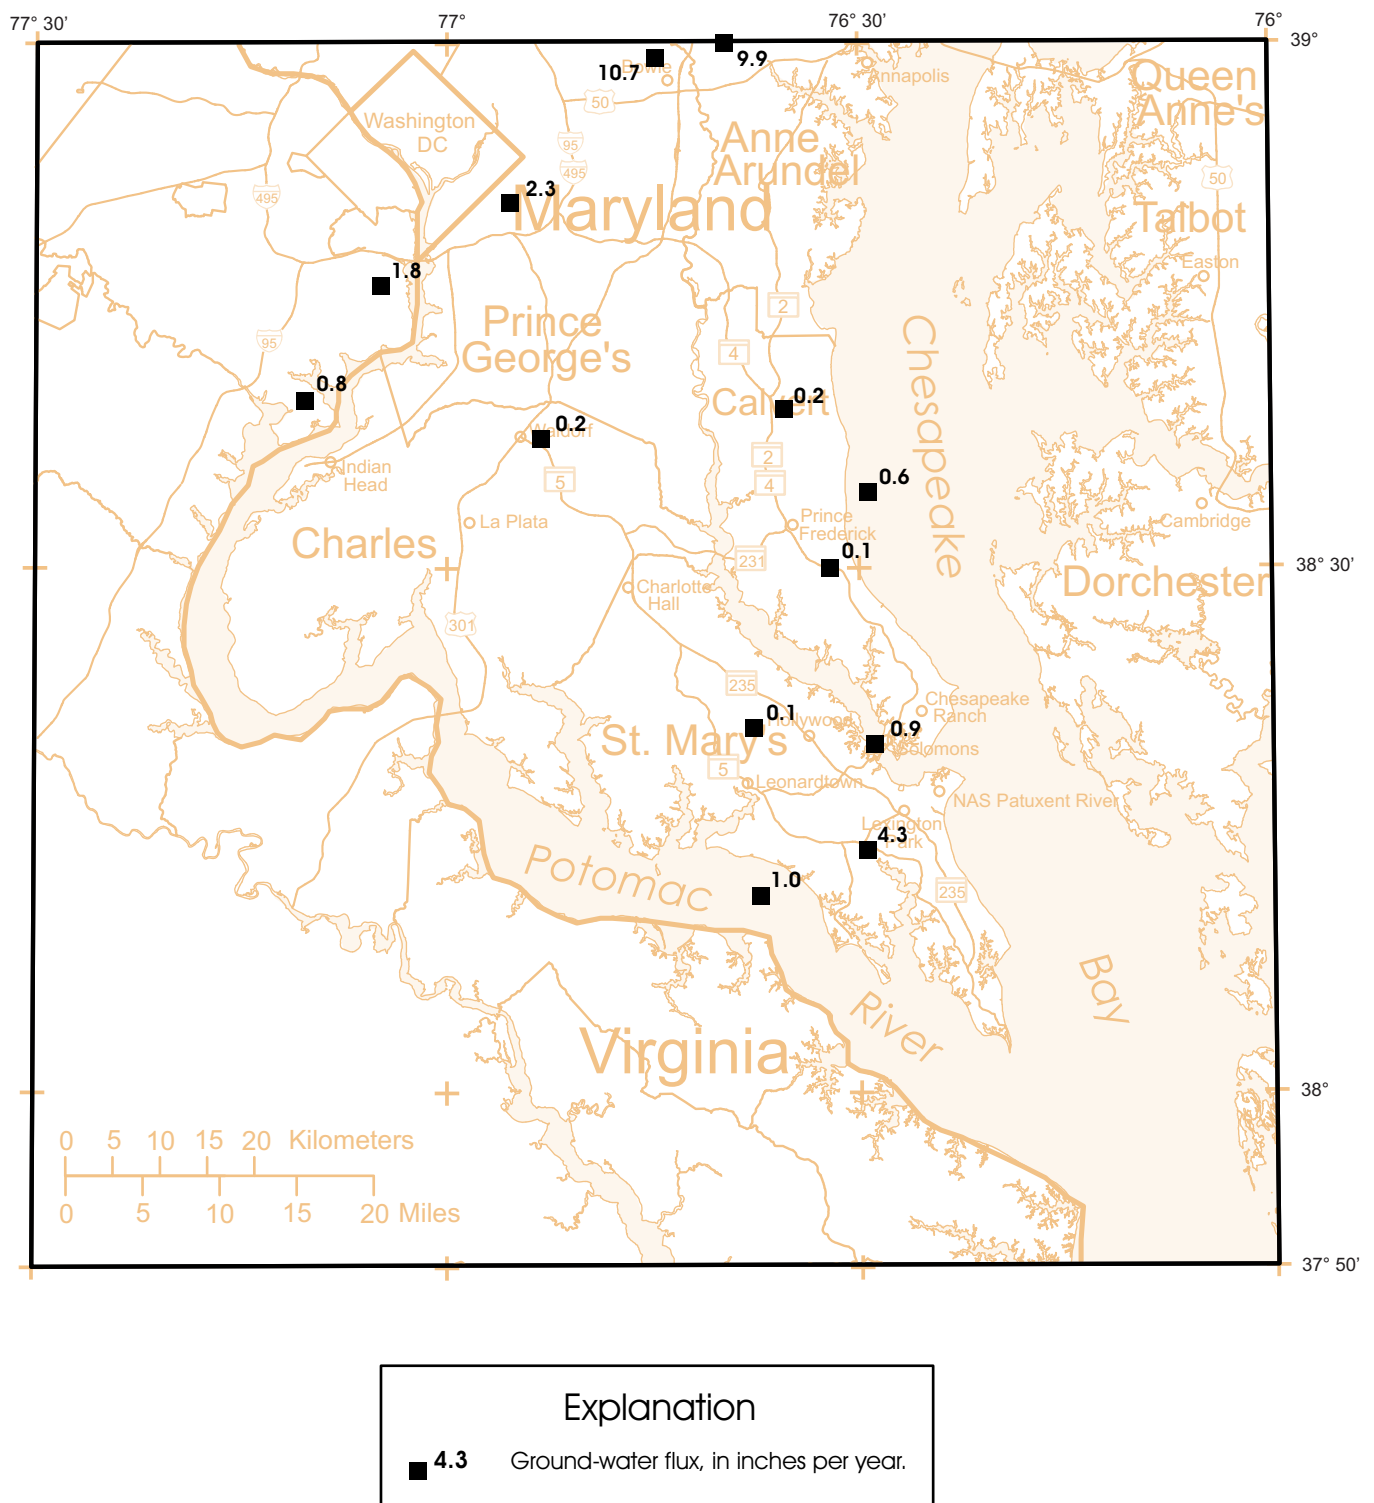 77° 30’
77°
76° 30’
76°
39°
10.7
Bowie
9.9
Annapolis
Queen
Anne's
50
Washington
DC
95
495
Anne
Arundel
495
50
2.3
Maryland
Talbot
Easton
1.8
2
Prince
George's
95
4
Chesapeake
0.8
Calvert
0.2
0.2
Waldorf
2
Indian
Head
5
4
0.6
La Plata
Prince
Frederick
Cambridge
Charles
231
0.1
38° 30’
Charlotte
Hall
Dorchester
301
235
Chesapeake
Ranch
0.1
Hollywood
0.9
St. Mary's
Solomons
5
Leonardtown
NAS Patuxent River
Lexington
Park
4.3
Potomac
1.0
235
Bay
River
Virginia
38°
0 5 10 15 20 Kilometers
0 5 10 15 20 Miles
37° 50’
Explanation
4.3 Ground-water flux, in inches per year.